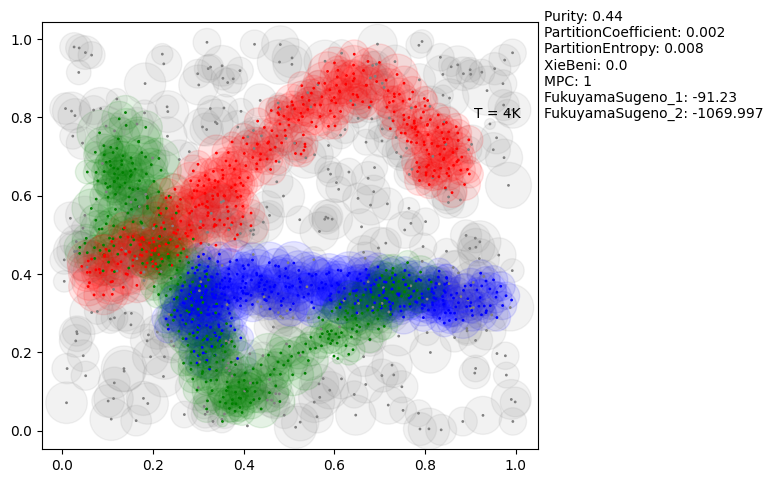 Purity: 0.44
PartitionCoefficient: 0.002
PartitionEntropy: 0.008
XieBeni: 0.0
MPC: 1
FukuyamaSugeno_1: -91.23
FukuyamaSugeno_2: -1069.997
T = 4K
1.0
0.8
0.6
0.4
0.2
0.0
0.0 0.2 0.4 0.6 0.8 1.0